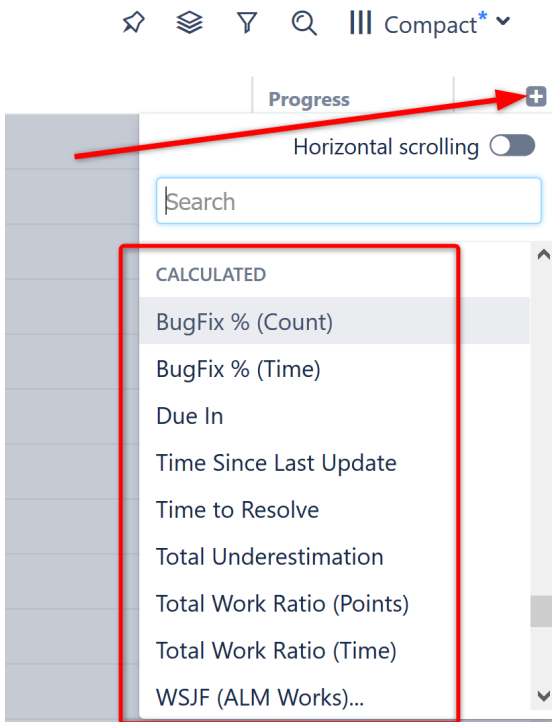 Compact*
Progress
Horizontal scrolling
Search
CALCULATED
BugFix % (Count)
BugFix % (Time)
Due In
Time Since Last Update
Time to Resolve
Total Underestimation
Total Work Ratio (Points)
Total Work Ratio (Time)
WSJF (ALM Works)...